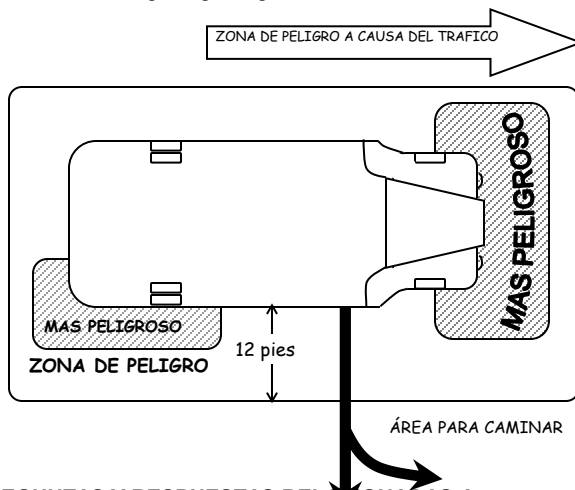 ZONA DE PELIGRO A CAUSA DEL TRAFICO
MAS PELIGROSO
MAS PELIGROSO
ZONA DE PELIGRO
12 pies
ÁREA PARA CAMINAR